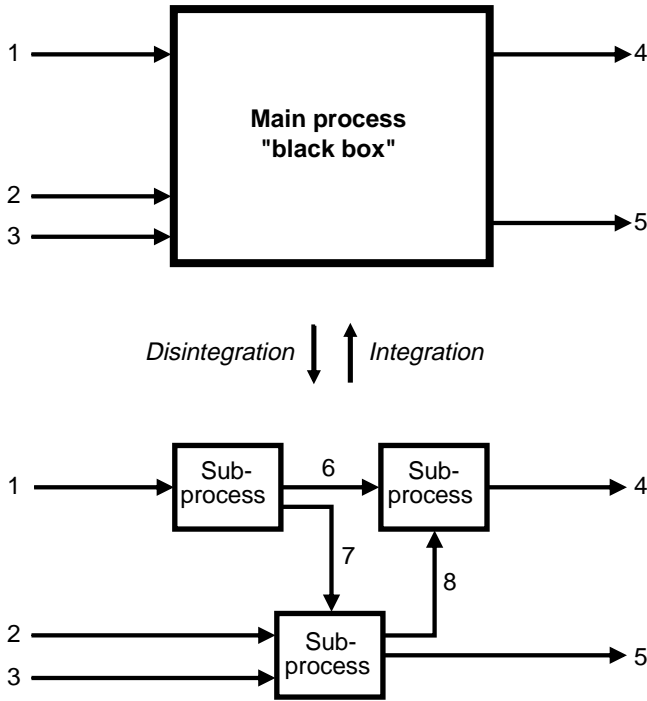 1
4
Main process
"black box"
2
3
5
Disintegration
Integration
1
Sub-
process
6
Sub-
process
4
7
8
2
3
Sub-
process
5